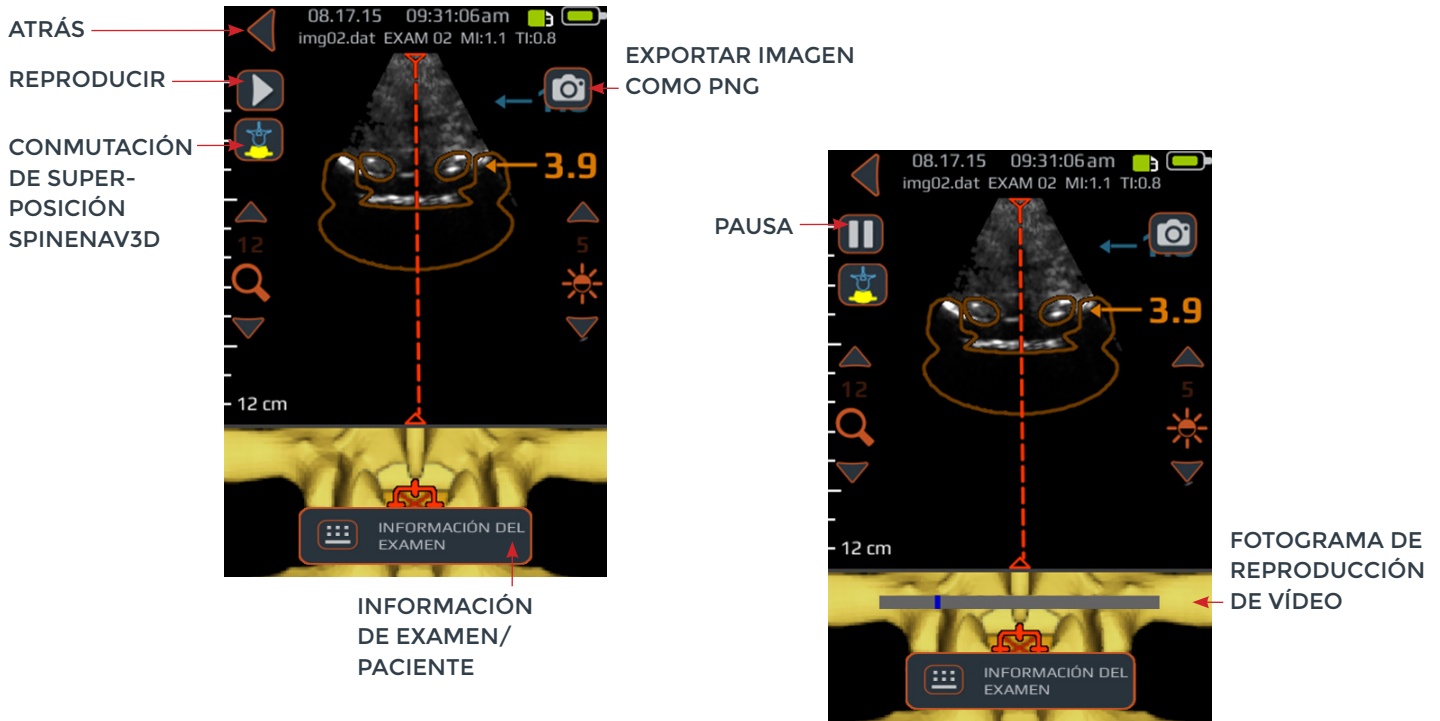 ATRÁS
REPRODUCIR
CONMUTACIÓN
DE SUPER-
POSICIÓN
SPINENAV3D
08.17.15 09:31:06am
img02.dat EXAM 02 MI:1.1 TI:0.8
3.9
12
5
12 cm
INFORMACIÓN DEL
EXAMEN
EXPORTAR IMAGEN
COMO PNG
INFORMACIÓN
DE EXAMEN/
PACIENTE
PAUSA
08.17.15 09:31:06am
img02.dat EXAM 02 MI:1.1 TI:0.8
3.9
12
5
12 cm
INFORMACIÓN DEL
EXAMEN
FOTOGRAMA DE
REPRODUCCIÓN
DE VÍDEO